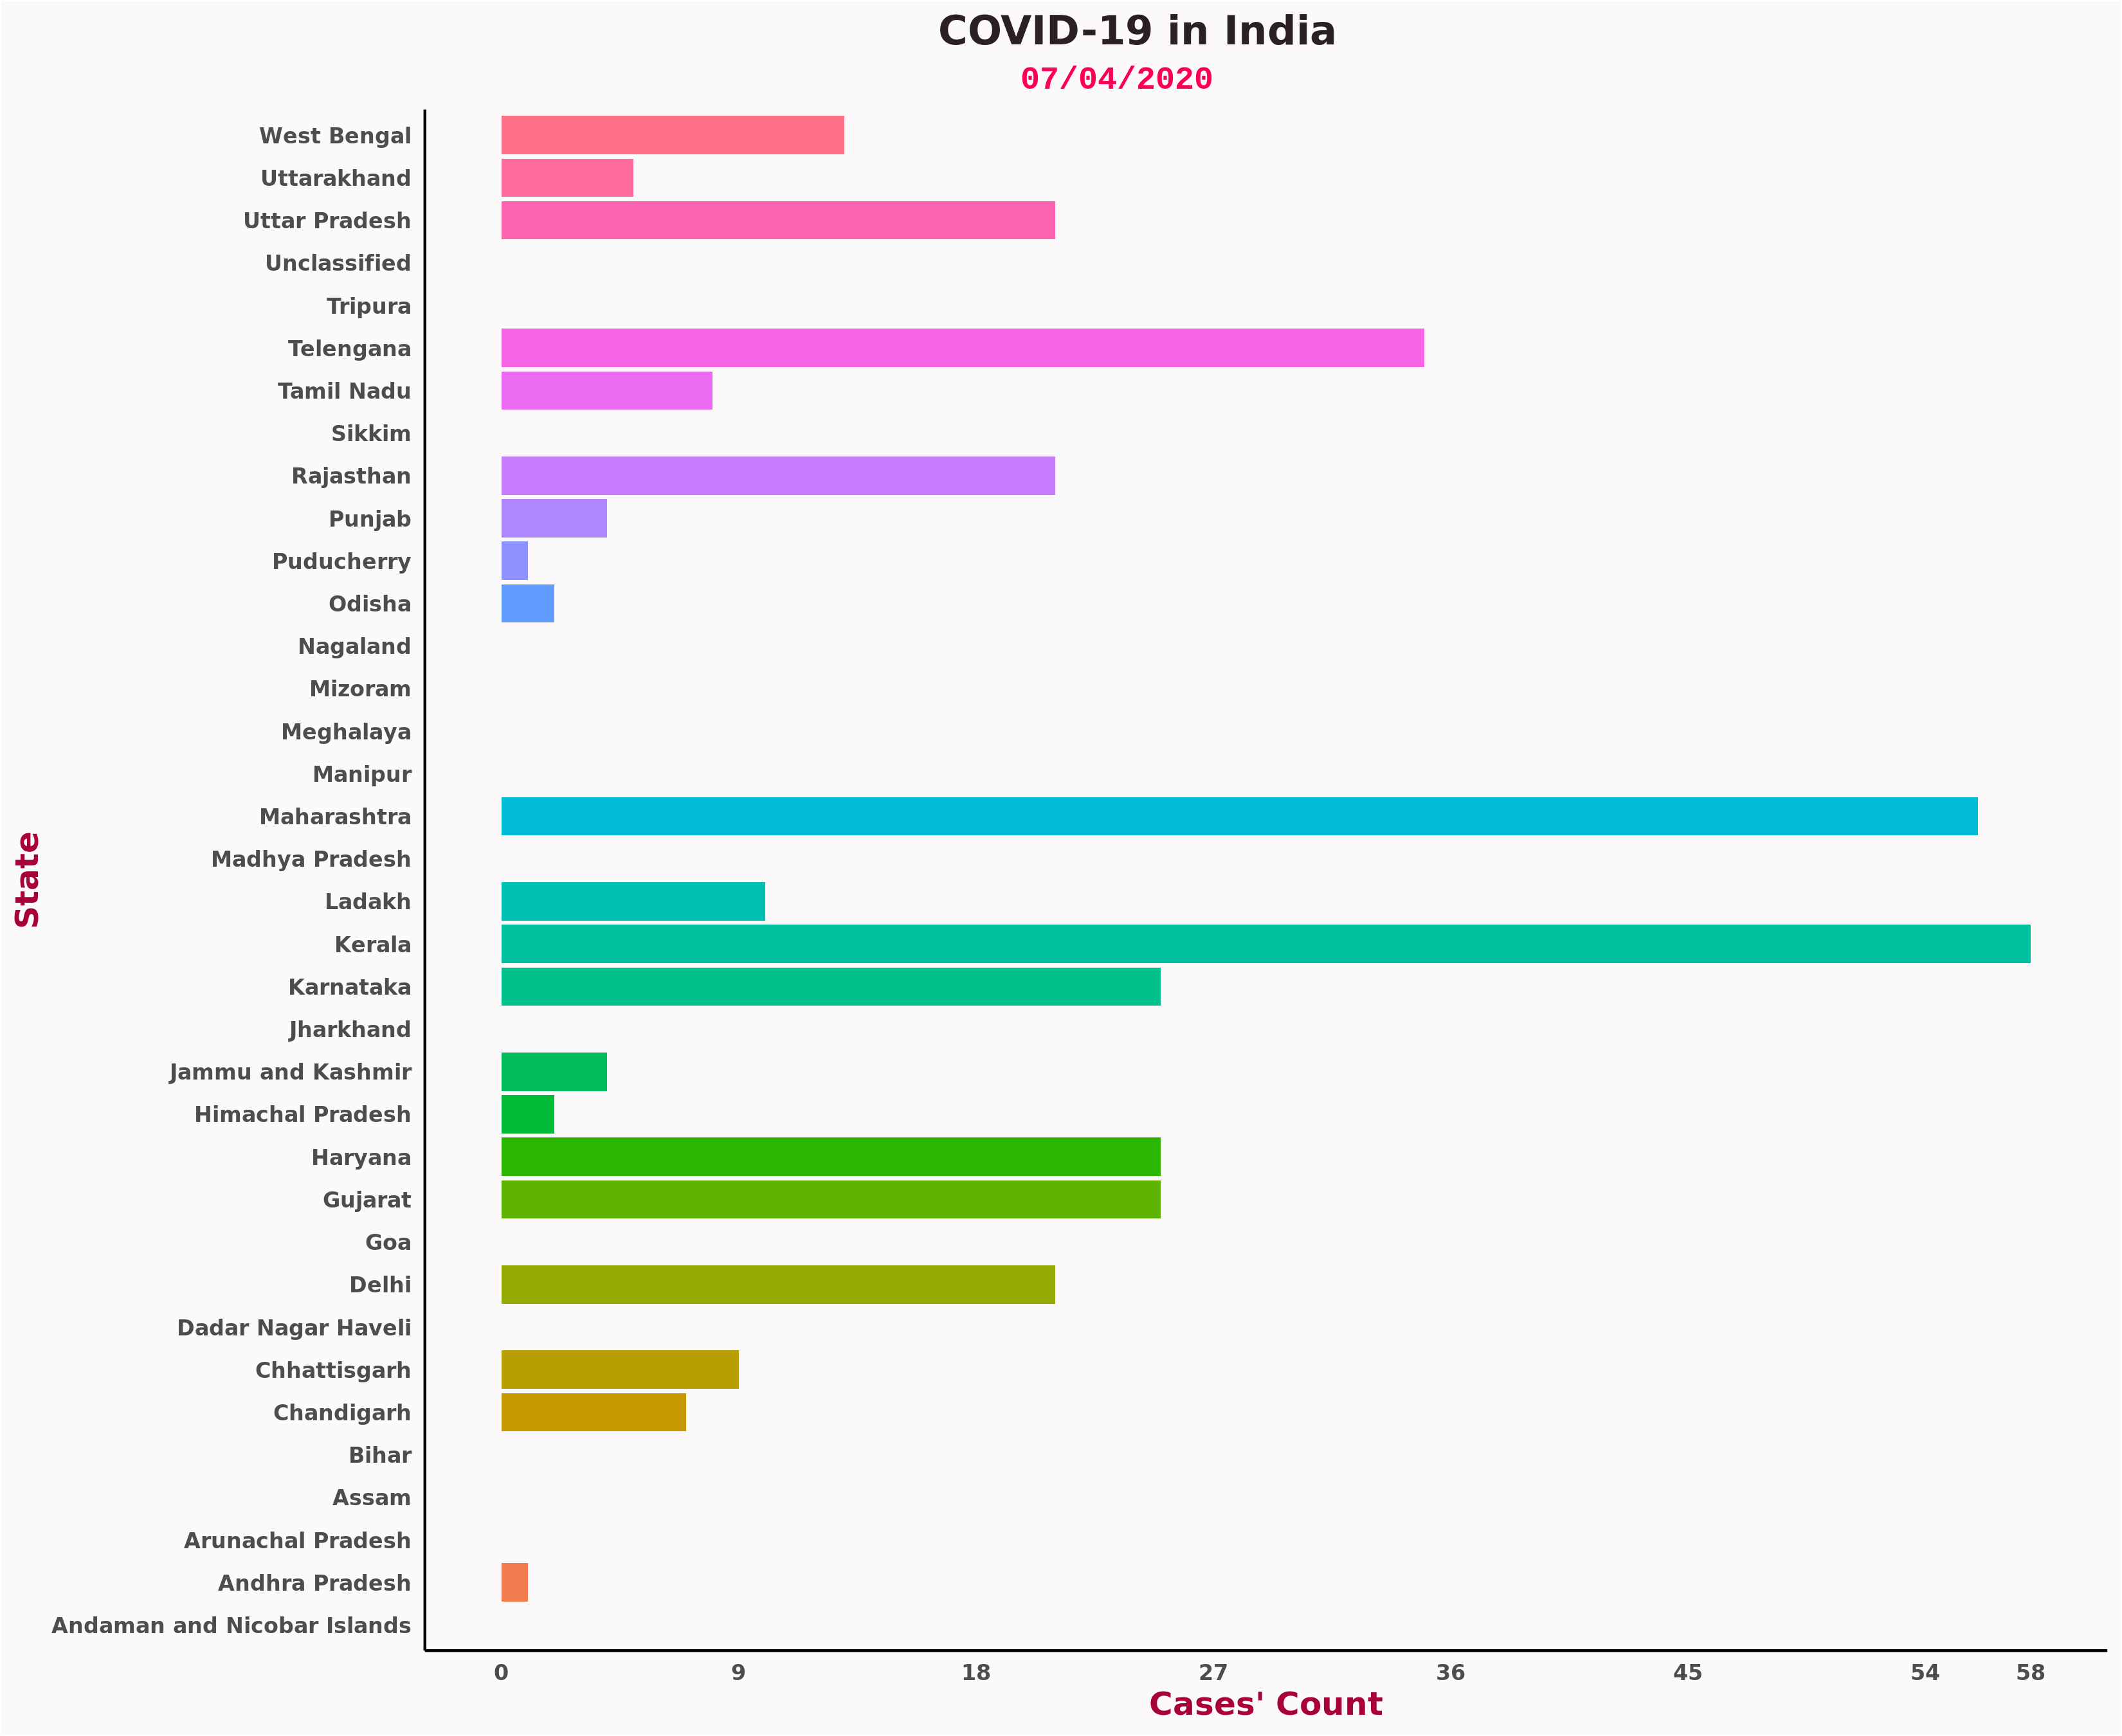 COVID-19 in India
07/04/2020
West Bengal
Uttarakhand
Uttar Pradesh
Unclassified
Tripura
Telengana
Tamil Nadu
Sikkim
Rajasthan
Punjab
Puducherry
Odisha
Nagaland
Mizoram
Meghalaya
Manipur
Maharashtra
Madhya Pradesh
Ladakh
Kerala
Karnataka
Jharkhand
Jammu and Kashmir
Himachal Pradesh
Haryana
Gujarat
Goa
Delhi
Dadar Nagar Haveli
Chhattisgarh
Chandigarh
Bihar
Assam
Arunachal Pradesh
Andhra Pradesh
Andaman and Nicobar Islands
State
0 9 18 27 36 45 54 58
Cases' Count